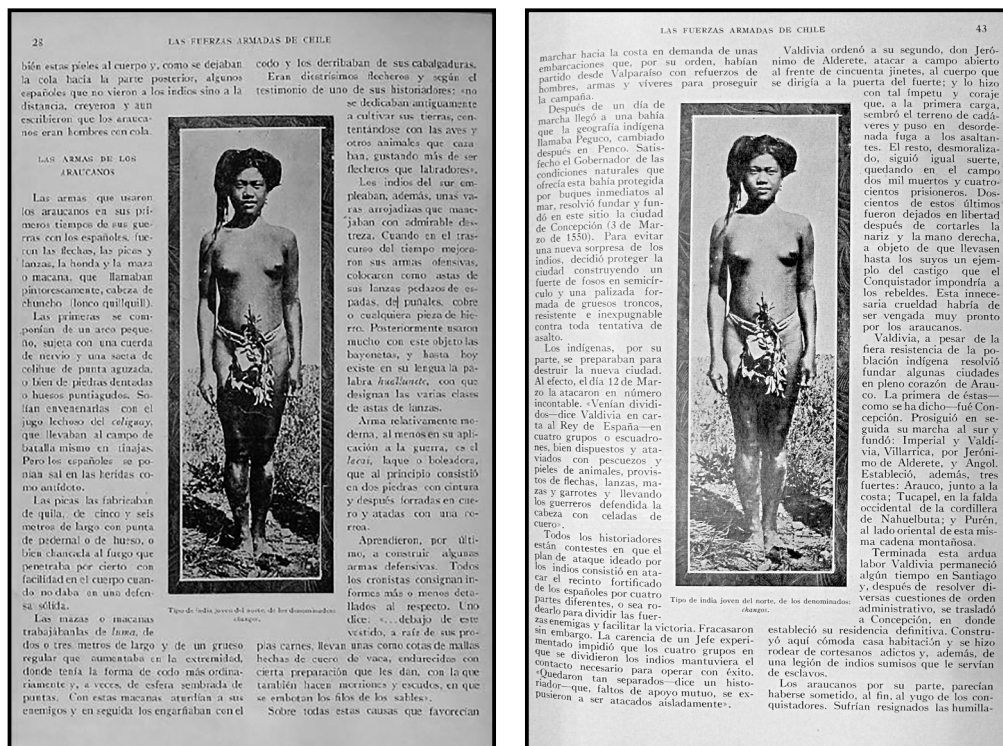 28
LAS FUERZAS ARMADAS DE CHILE
bién estas pieles al cuerpo y, como se dejaban
la cola hacia la parte posterior, algunos
españoles que no vieron a los indios sino a la
distancia, creyeron y aun
escribieron que los arauca-
nos eran hombres con cola.
LAS ARMAS DE LOS
ARAUCANOS
Las armas que usaron
los araucanos en sus pri-
meros tiempos de sus gue-
rras con los españoles, fue-
ron las flechas, las picas y
lanzas, la honda y la maza
o macana, que llamaban
pintorescamente, cabeza de
chuncho (lonco quilquill).
Las primeras se com-
ponían de un arco peque-
ño, sujeta con una cuerda
de nervio y una saeta de
colihue de punta aguzada,
o bien de piedras dentadas
o huesos puntiagudos. So-
lían envenenarlas con el
jugo lechoso del coliguay,
que llevaban al campo de
batalla mismo en tinajas.
Pero los españoles se po-
nían sal en las heridas co-
mo antídoto.
Las picas las fabricaban
de quila, de cinco y seis
metros de largo con punta
de pedernal o de hueso, o
bien chancada al fuego que
penetraba por cierto con
facilidad en el cuerpo cuan-
do no daba en una defen-
sa sólida.
Las mazas o macanas
trabajábanlas de luma, de
dos o tres metros de largo y de un grueso
regular que aumentaba en la extremidad,
donde tenía la forma de codo más ordina-
riamente y, a veces, de esfera sembrada de
puntas. Con estas macanas aturdían a sus
enemigos y en seguida los engarfiaban con el
codo y los derribaban de sus cabalgaduras.
Eran diestrísimos flecheros y según el
testimonio de uno de sus historiadores: «no
se dedicaban antiguamente
a cultivar sus tierras, con-
tentándose con las aves y
otros animales que caza
ban, gustando más de ser
flecheros que labradores».
Los indios del sur em-
pleaban, además, unas va-
ras arrojadizas que mane-
jaban con admirable des-
treza. Cuando en el tras-
curso del tiempo mejora-
ron sus armas ofensivas,
colocaron como astas de
sus lanzas pedazos de es-
padas, de puñales, cobre
o cualquiera pieza de hie-
rro. Posteriormente usaron
mucho con este objeto las
bayonetas, y hasta hoy
existe en su lengua la pa-
labra huallunete, con que
designan las varias clases
de astas de lanzas.
Arma relativamente mo-
derna, al menos en su apli-
cación a la guerra, es el
lacai, laque o boleadora,
que al principio consistió
en dos piedras con cintura
y después forradas en cue-
ro y atadas con una co-
rrea.
Aprendieron, por últi-
mo, a construir algunas
armas defensivas. Todos
los cronistas consignan in-
formes más o menos deta-
llados al respecto. Uno
dice: «....debajo de este
vestido, a raíz de sus pro-
pias carnes, llevan unas como cotas de mallas
hechas de cuero de vaca, endurecidas con
cierta preparación que les dan, con la que
también hacen morriones y escudos, en que
se embotan los filos de los sables».
Sobre todas estas causas que favorecían
Tipo de india joven del norte, de los denominados:
changos.
LAS FUERZAS ARMADAS DE CHILE
43
marchar hacia la costa en demanda de unas
embarcaciones que, por su orden, habían
partido desde Valparaíso con refuerzos de
hombres, armas y víveres para proseguir
la campaña.
Después de un día de
marcha llegó a una bahía
que la geografía indígena
llamaba Peguco, cambiado
después en Penco. Satis-
fecho el Gobernador de las
condiciones naturales que
ofrecía esta bahía protegida
por buques inmediatos al
mar, resolvió fundar y fun-
dó en este sitio la ciudad
de Concepción (3 de Mar-
zo de 1550). Para evitar
una nueva sorpresa de los
indios, decidió proteger la
ciudad construyendo un
fuerte de fosos en semicír-
culo y una palizada for-
mada de gruesos troncos,
resistente e inexpugnable
contra toda tentativa de
asalto.
Los indígenas, por su
parte, se preparaban para
destruir la nueva ciudad.
Al efecto, el día 12 de Mar-
zo la atacaron en número
incontable. «Venían dividi-
dos—dice Valdivia en car-
ta al Rey de España—en
cuatro grupos o escuadro-
nes, bien dispuestos y ata-
viados con pescuezos y
pieles de animales, provis-
tos de flechas, lanzas, ma-
zas y garrotes y llevando
los guerreros defendida la
cabeza con celadas de
cuero».
Todos los historiadores
están contestes en que el
plan de ataque ideado por
los indios consistió en ata-
car el recinto fortificado
de los españoles por cuatro
partes diferentes, o sea ro-
dearlo para dividir las fuer-
zas enemigas y facilitar la victoria. Fracasaron
sin embargo. La carencia de un Jefe experi-
mentado impidió que los cuatro grupos en
que se dividieron los indios mantuviera el
contacto necesario para operar con éxito.
«Quedaron tan separados—dice un histo-
riador—que, faltos de apoyo mutuo, se ex-
pusieron a ser atacados aisladamente».
Valdivia ordenó a su segundo, don Jeró-
nimo de Alderete, atacar a campo abierto
al frente de cincuenta jinetes, al cuerpo que
se dirigía a la puerta del fuerte; y lo hizo
con tal ímpetu y coraje
que, a la primera carga,
sembró el terreno de cadá-
veres y puso en desorde-
nada fuga a los asaltan-
tes. El resto, desmoraliza-
do, siguió igual suerte,
quedando en el campo
dos mil muertos y cuatro-
cientos prisioneros. Dos-
cientos de estos últimos
fueron dejados en libertad
después de cortarles la
nariz y la mano derecha,
a objeto de que llevasen
hasta los suyos un ejem-
plo del castigo que el
Conquistador impondría a
los rebeldes. Esta innece-
saria crueldad habría de
ser vengada muy pronto
por los araucanos.
Valdivia, a pesar de la
fiera resistencia de la po-
blación indígena resolvió
fundar algunas ciudades
en pleno corazón de Arau-
co. La primera de éstas—
como se ha dicho—fué Con-
cepción. Prosiguió en se-
guida su marcha al sur y
fundó: Imperial y Valdi-
via, Villarrica, por Jeróni-
mo de Alderete, y Angol.
Estableció, además, tres
fuertes: Arauco, junto a la
costa; Tucapel, en la falda
occidental de la cordillera
de Nahuelbuta; y Purén,
al lado oriental de esta mis-
ma cadena montañosa.
Terminada esta ardua
labor Valdivia permaneció
algún tiempo en Santiago
y, después de resolver di-
versas cuestiones de orden
administrativo, se trasladó
a Concepción, en donde
estableció su residencia definitiva. Constru-
yó aquí cómoda casa habitación y se hizo
rodear de cortesanos adictos y, además, de
una legión de indios sumisos que le servían
de esclavos.
Los araucanos por su parte, parecían
haberse sometido, al fin, al yugo de los con-
quistadores. Sufrían resignados las humilla-
Tipo de india joven del norte, de los denominados:
changos.